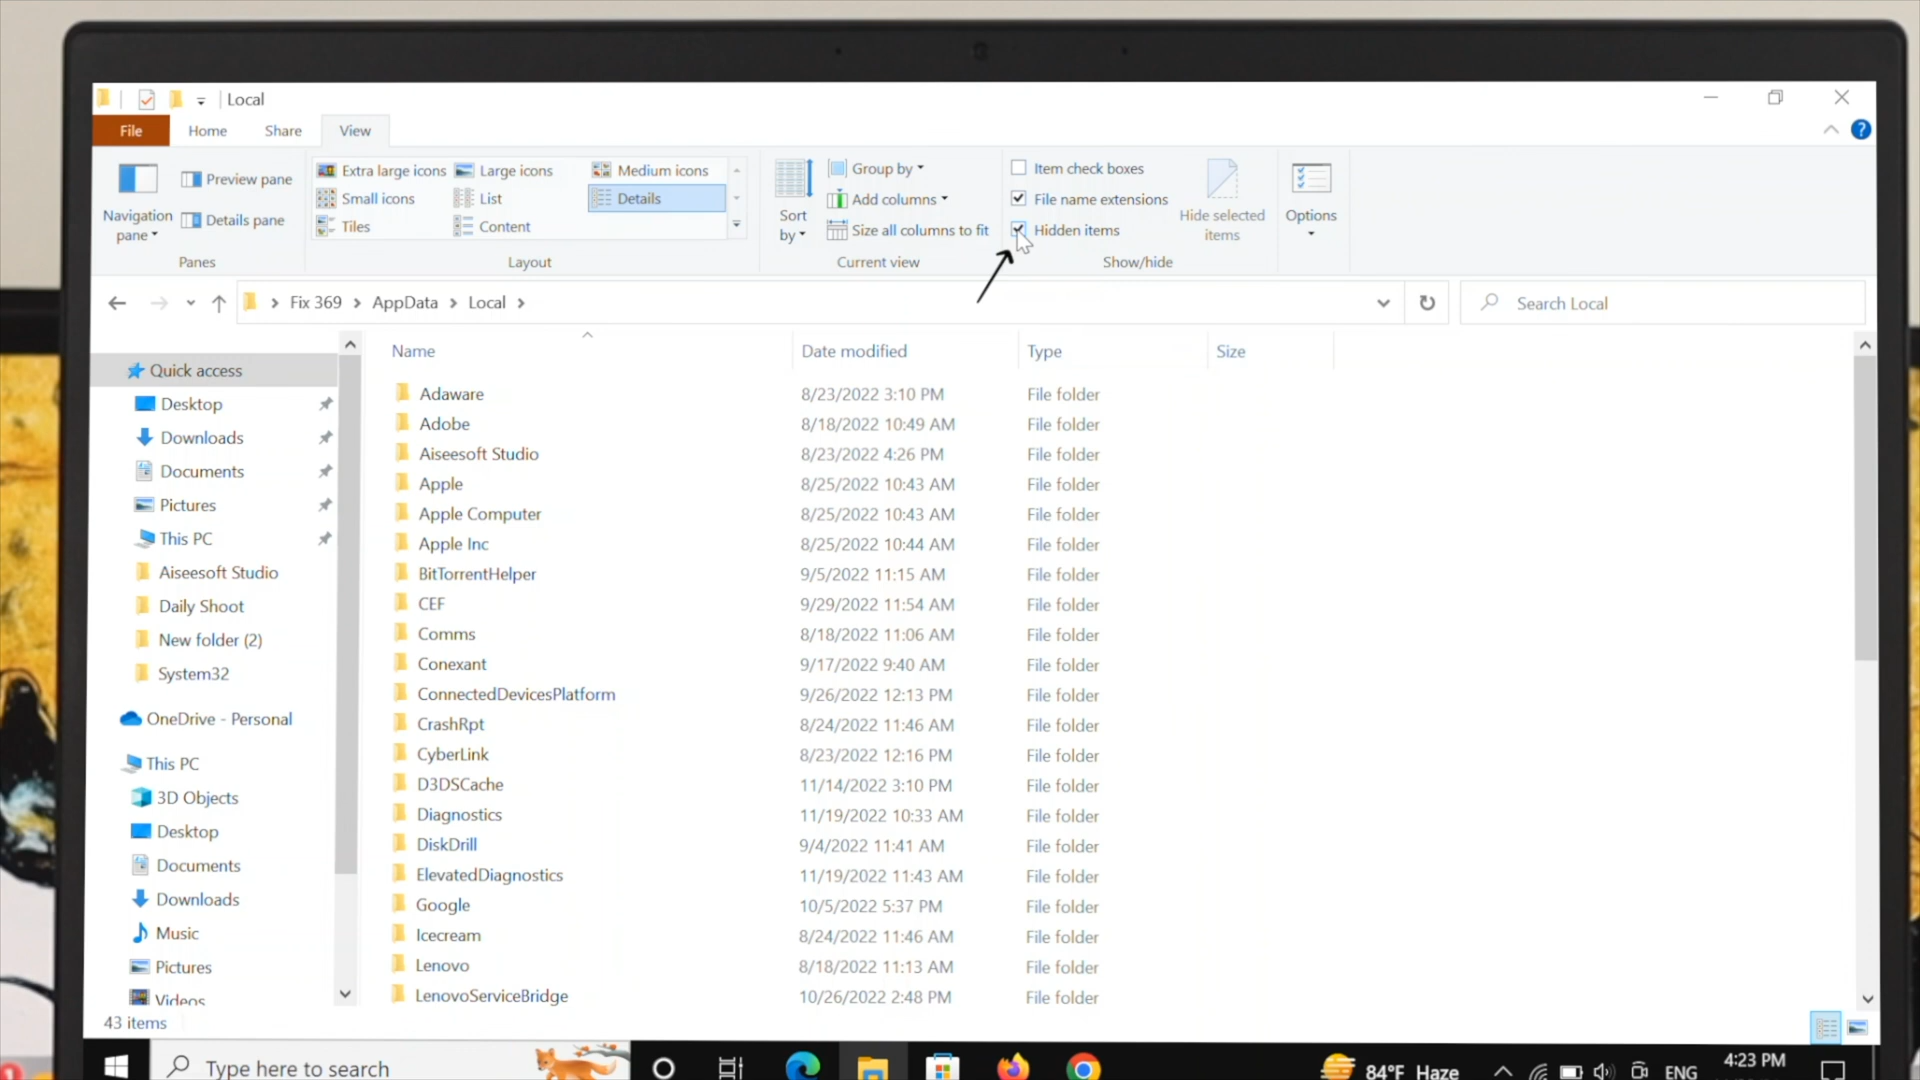 Local
File Home Share View
Navigation pane
Preview pane
Details pane
Panes
Extra large icons Large icons Medium icons
Small icons List Details
Tiles Content
Layout
Sort by
Group by
Add columns
Size all columns to fit
Current view
Item check boxes
File name extensions
Hidden items
Hide selected items
Show/hide
Options
Fix 369 > AppData > Local >
Search Local
Quick access
Desktop
Downloads
Documents
Pictures
This PC
Aiseesoft Studio
Daily Shoot
New folder (2)
System32
OneDrive - Personal
This PC
3D Objects
Desktop
Documents
Downloads
Music
Pictures
Videos
Name Date modified Type Size
Adaware 8/23/2022 3:10 PM File folder
Adobe 8/18/2022 10:49 AM File folder
Aiseesoft Studio 8/23/2022 4:26 PM File folder
Apple 8/25/2022 10:43 AM File folder
Apple Computer 8/25/2022 10:43 AM File folder
Apple Inc 8/25/2022 10:44 AM File folder
BitTorrentHelper 9/5/2022 11:15 AM File folder
CEF 9/29/2022 11:54 AM File folder
Comms 8/18/2022 11:06 AM File folder
Conexant 9/17/2022 9:40 AM File folder
ConnectedDevicesPlatform 9/26/2022 12:13 PM File folder
CrashRpt 8/24/2022 11:46 AM File folder
CyberLink 8/23/2022 12:16 PM File folder
D3DSCache 11/14/2022 3:10 PM File folder
Diagnostics 11/19/2022 10:33 AM File folder
DiskDrill 9/4/2022 11:41 AM File folder
ElevatedDiagnostics 11/19/2022 11:43 AM File folder
Google 10/5/2022 5:37 PM File folder
Icecream 8/24/2022 11:46 AM File folder
Lenovo 8/18/2022 11:13 AM File folder
LenovoServiceBridge 10/26/2022 2:48 PM File folder
43 items
Type here to search
84°F Haze
ENG
4:23 PM